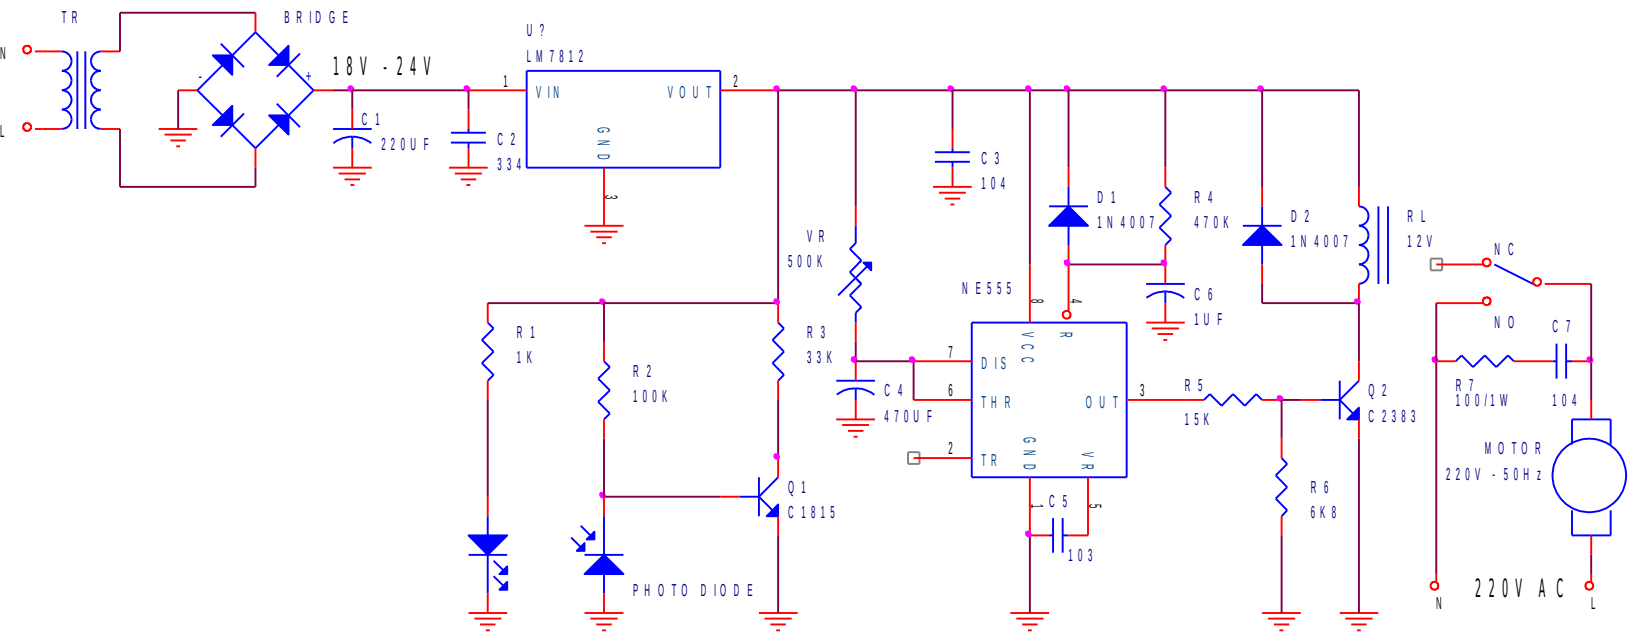 TR
BRIDGE
N
L
-
+
18V -24V
C1
220UF
C2
334
U?
LM7812
1
VIN
VOUT
2
GND
3
C3
104
VR
500K
D1
1N4007
R4
470K
D2
1N4007
RL
12V
NC
NO
C6
1UF
NE555
8
4
VCC
R
7
DIS
6
THR
2
TR
OUT
3
GND
VR
1
5
C4
470UF
C5
103
R1
1K
R2
100K
R3
33K
Q1
C1815
PHOTO DIODE
R5
15K
R6
6K8
Q2
C2383
R7
100/1W
C7
104
MOTOR
220V -50Hz
220V AC
N
L